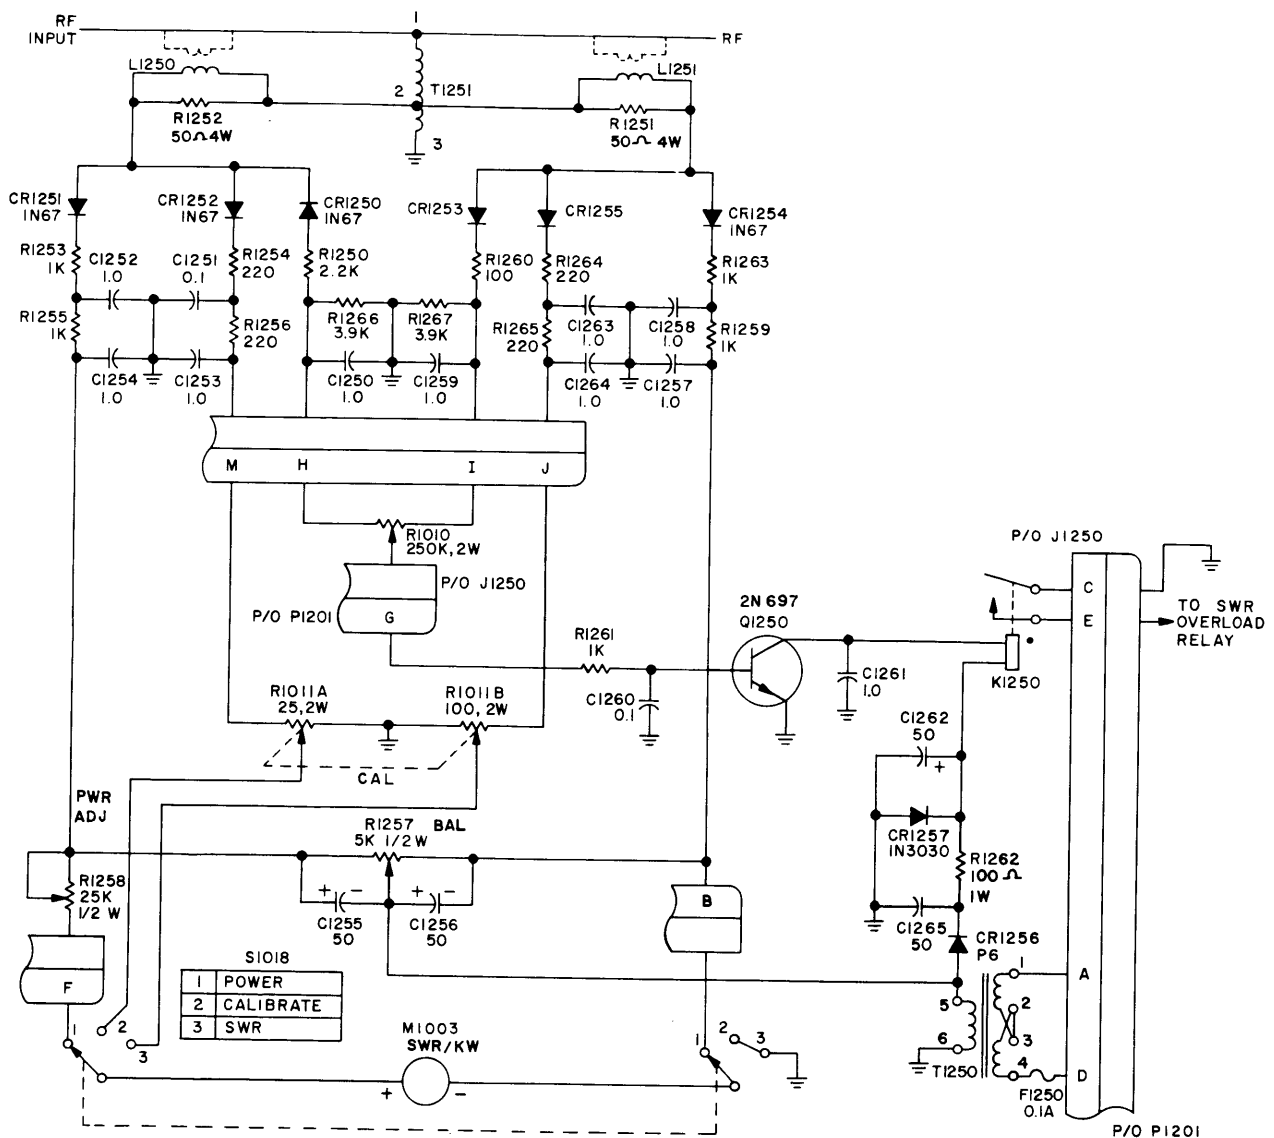 RF
INPUT
1
RF
L1250
L1251
2
T1251
R1252
50Ω4W
R1251
50Ω 4W
3
CR1251
1N67
CR1252
1N67
CR1250
1N67
CR1253
CR1255
CR1254
1N67
R1253
1K
C1252
1.0
C1251
0.1
R1254
220
R1250
2.2K
R1260
100
R1264
220
R1263
1K
R1255
1K
R1256
220
R1266
3.9K
R1267
3.9K
R1265
220
C1263
1.0
C1258
1.0
R1259
1K
C1254
1.0
C1253
1.0
C1250
1.0
C1259
1.0
C1264
1.0
C1257
1.0
M
H
I
J
R1010
250K,2W
P/O J1250
P/O P1201
G
P/O J1250
C
E
TO SWR
OVERLOAD
RELAY
2N697
Q1250
R1261
1K
C1260
0.1
C1261
1.0
K1250
R1011A
25,2W
R1011B
100,2W
CAL
C1262
50
+
PWR
ADJ
R1257 BAL
5K 1/2W
CR1257
1N3030
R1262
100Ω
1W
R1258
25K
1/2 W
+ -
C1255
50
+ -
C1256
50
B
C1265
50
CR1256
P6
F
S1018
1 POWER
2 CALIBRATE
3 SWR
1
2
3
M1003
SWR/KW
+ -
1
2
3
5
6
T1250
1
2
3
4
A
D
F1250
0.1A
P/O P1201